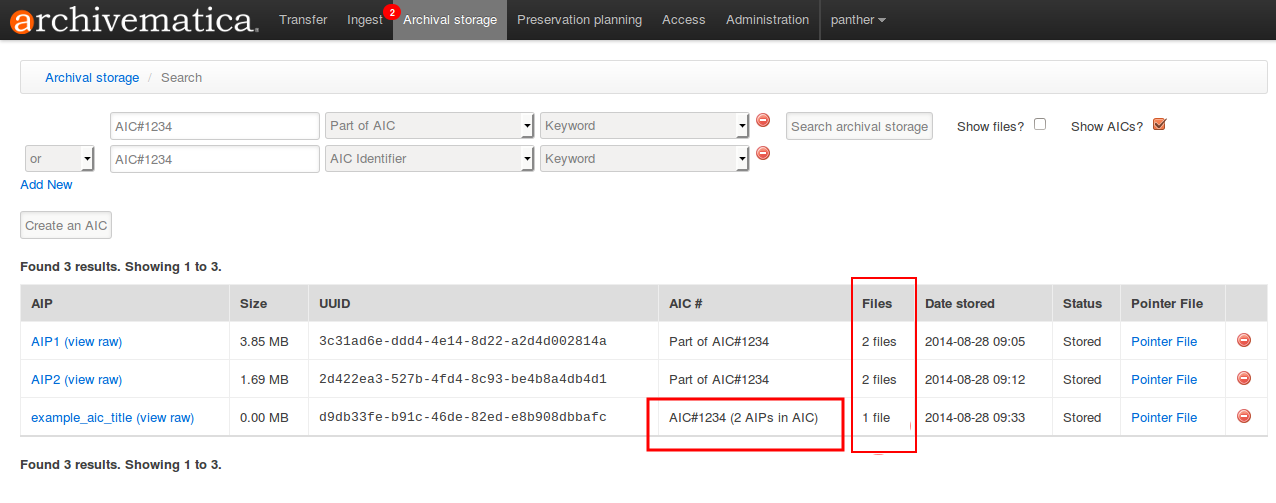 archivematica. Transfer Ingest 2 Archival storage Preservation planning Access Administration panther
Archival storage / Search
AIC#1234 Part of AIC Keyword Search archival storage Show files? Show AICs?
or AIC#1234 AIC Identifier Keyword
Add New
Create an AIC
Found 3 results. Showing 1 to 3.
AIP Size UUID AIC # Files Date stored Status Pointer File
AIP1 (view raw) 3.85 MB 3c31ad6e-ddd4-4e14-8d22-a2d4d002814a Part of AIC#1234 2 files 2014-08-28 09:05 Stored Pointer File
AIP2 (view raw) 1.69 MB 2d422ea3-527b-4fd4-8c93-be4b8a4db4d1 Part of AIC#1234 2 files 2014-08-28 09:12 Stored Pointer File
example_aic_title (view raw) 0.00 MB d9db33fe-b91c-46de-82ed-e8b908dbbafc AIC#1234 (2 AIPs in AIC) 1 file 2014-08-28 09:33 Stored Pointer File
Found 3 results. Showing 1 to 3.